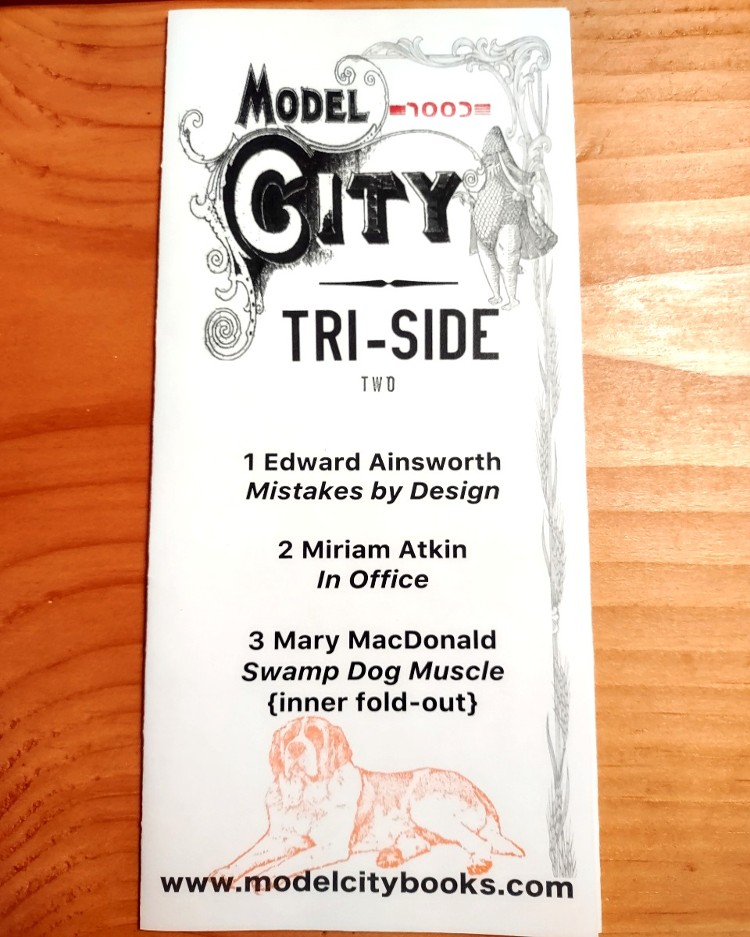 MODEL
CITY
TRI-SIDE
TWO
1 Edward Ainsworth
Mistakes by Design
2 Miriam Atkin
In Office
3 Mary MacDonald
Swamp Dog Muscle
{inner fold-out}
www.modelcitybooks.com